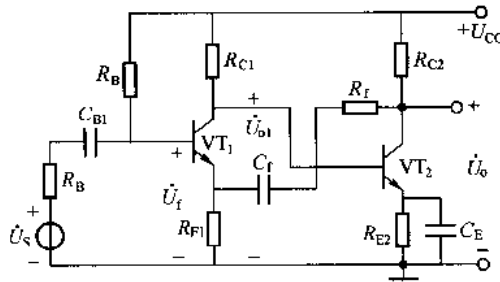 +U_CC
R_B
R_C1
R_C2
R_f
C_B1
+
+
+
VT_1
U̇_o1
C_f
VT_2
U̇_o
R_B
+
U̇_S
−
U̇_f
R_E1
R_E2
C_E
−
−
−